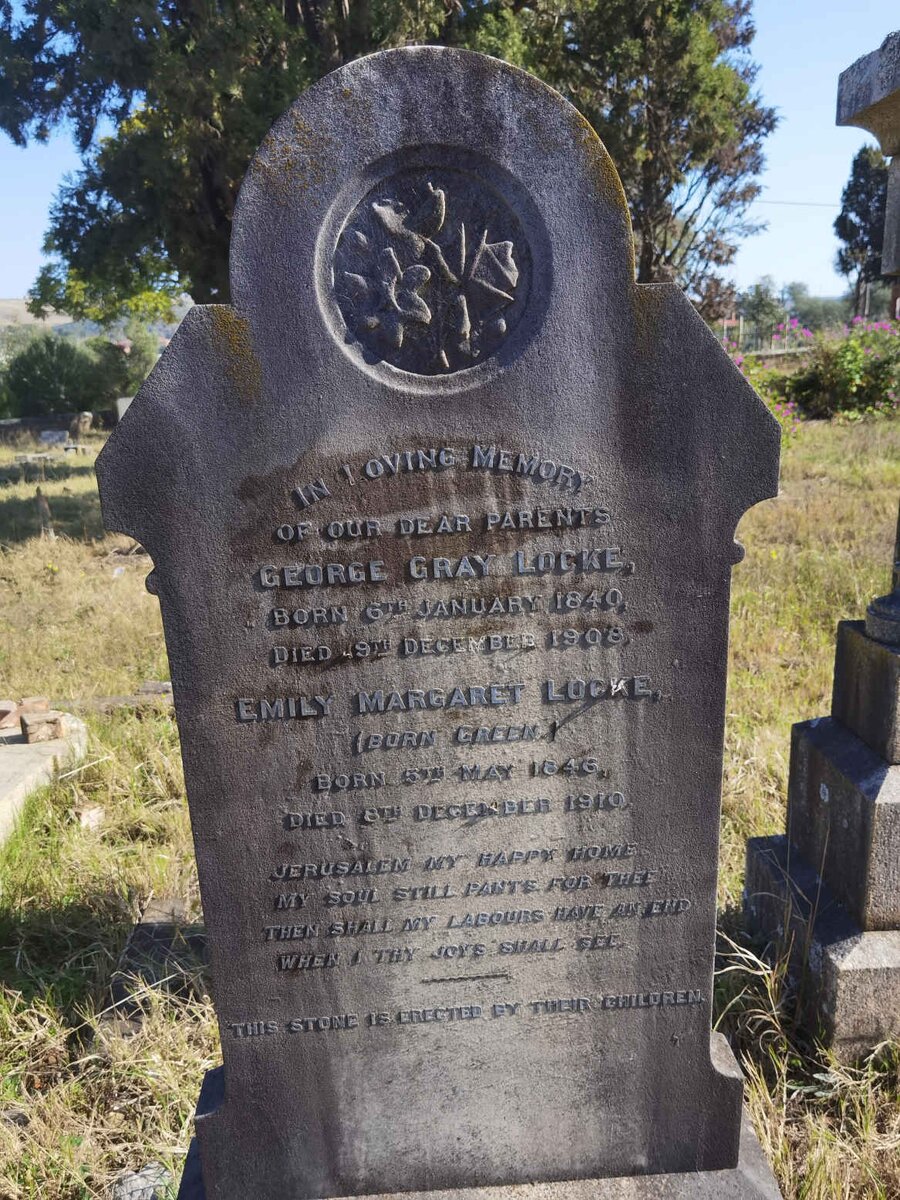 IN LOVING MEMORY
OF OUR DEAR PARENTS
GEORGE GRAY LOCKE,
BORN 6TH JANUARY 1840,
DIED 19TH DECEMBER 1908,
EMILY MARGARET LOCKE,
(BORN GREEN,)
BORN 5TH MAY 1846,
DIED 8TH DECEMBER 1910.
JERUSALEM MY HAPPY HOME
MY SOUL STILL PANTS FOR THEE
THEN SHALL MY LABOURS HAVE AN END
WHEN I THY JOYS SHALL SEE.
THIS STONE IS ERECTED BY THEIR CHILDREN.